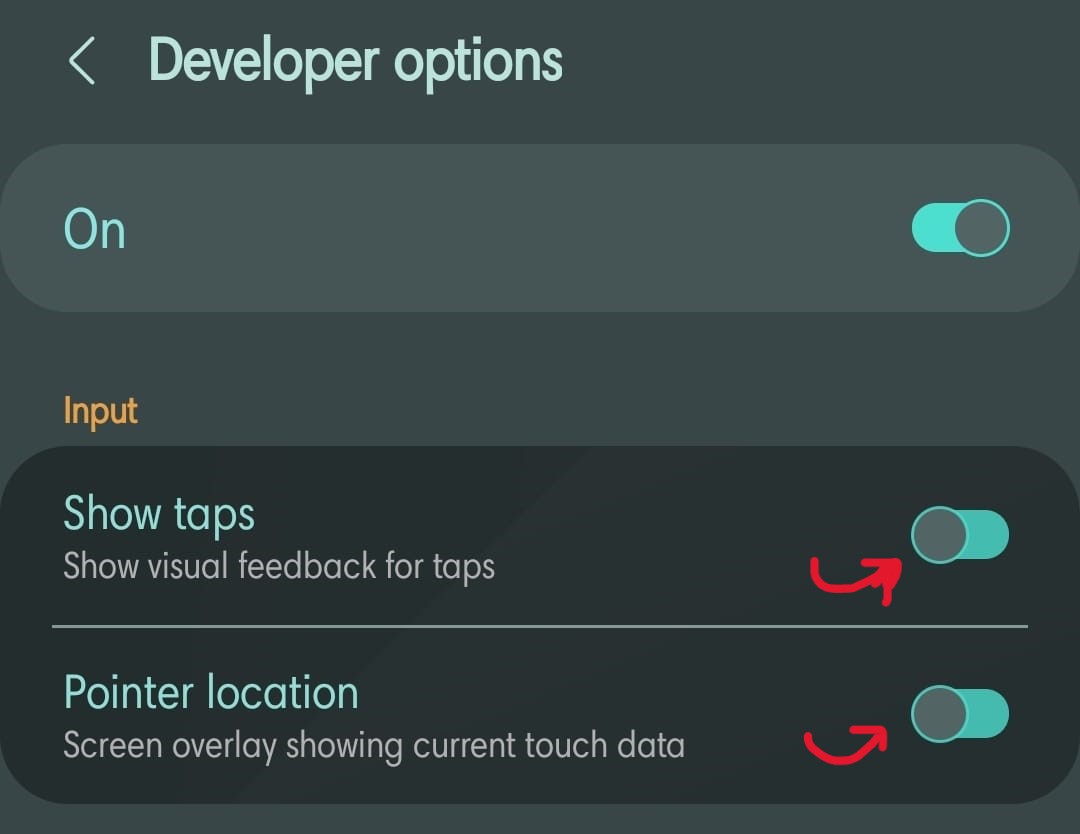 Developer options
On
Input
Show taps
Show visual feedback for taps
Pointer location
Screen overlay showing current touch data